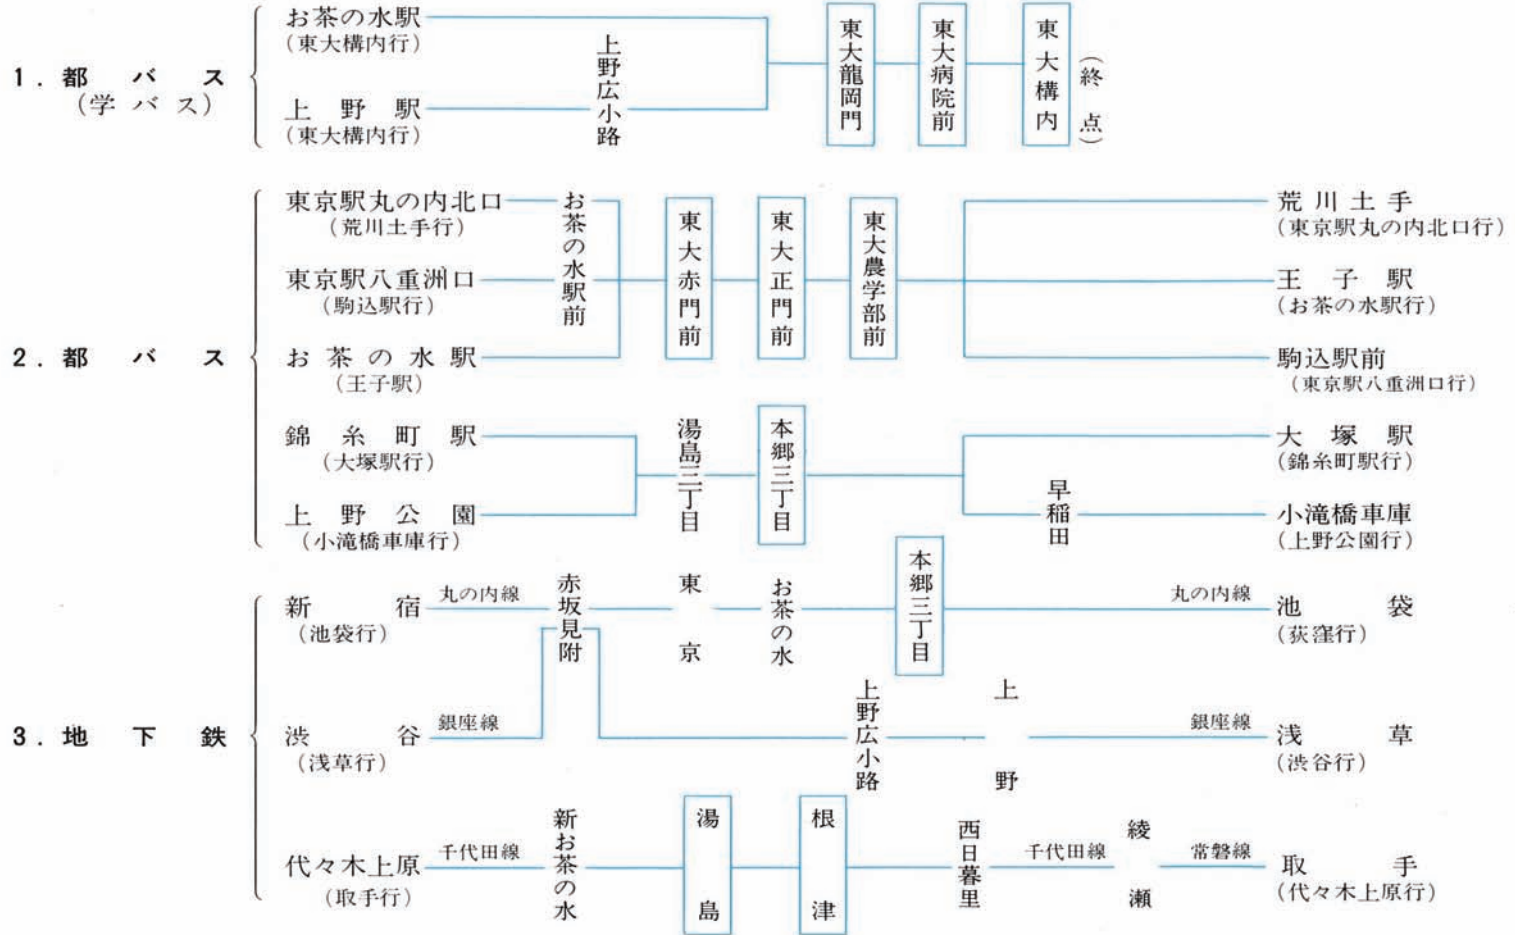 1. 都バス
(学バス)
お茶の水駅
(東大構内行)
上野駅
(東大構内行)
上野広小路
東大龍岡門
東大病院前
東大構内
(終点)
2. 都バス
東京駅丸の内北口
(荒川土手行)
東京駅八重洲口
(駒込駅行)
お茶の水駅
(王子駅)
お茶の水駅前
東大赤門前
東大正門前
東大農学部前
荒川土手
(東京駅丸の内北口行)
王子駅
(お茶の水駅行)
駒込駅前
(東京駅八重洲口行)
錦糸町駅
(大塚駅行)
上野公園
(小滝橋車庫行)
湯島三丁目
本郷三丁目
早稲田
大塚駅
(錦糸町駅行)
小滝橋車庫
(上野公園行)
3. 地下鉄
新宿
(池袋行)
丸の内線
赤坂見附
東京
お茶の水
本郷三丁目
丸の内線
池袋
(荻窪行)
渋谷
(浅草行)
銀座線
上野広小路
上野
銀座線
浅草
(渋谷行)
代々木上原
(取手行)
千代田線
新お茶の水
湯島
根津
西日暮里
千代田線
綾瀬
常磐線
取手
(代々木上原行)